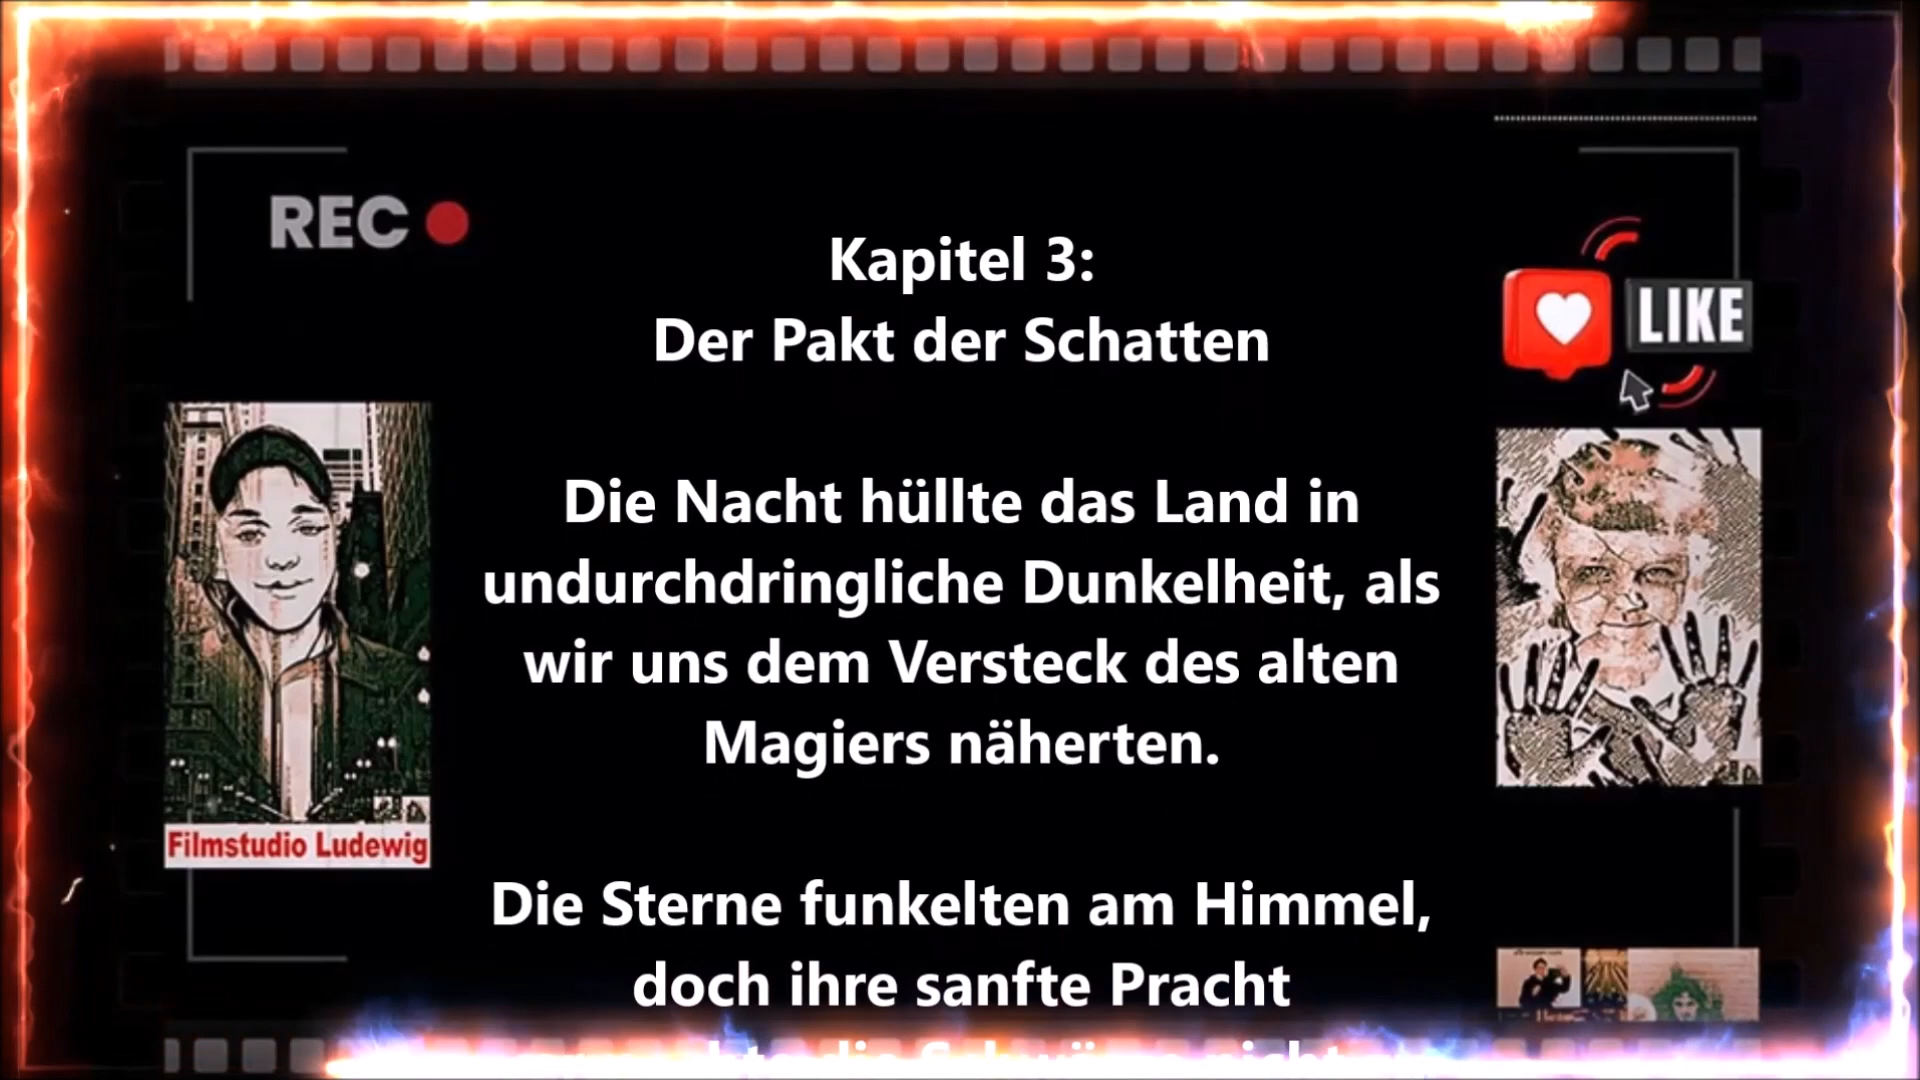 REC
Kapitel 3:
Der Pakt der Schatten
LIKE
Die Nacht hüllte das Land in
undurchdringliche Dunkelheit, als
wir uns dem Versteck des alten
Magiers näherten.
Filmstudio Ludewig
Die Sterne funkelten am Himmel,
doch ihre sanfte Pracht